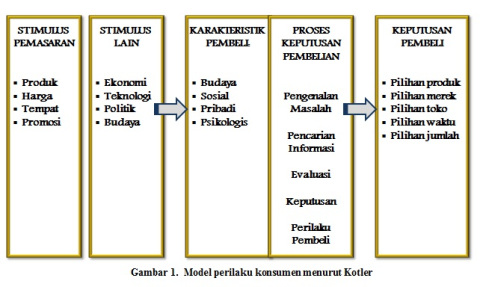 STIMULUS
PEMASARAN
▪ Produk
▪ Harga
▪ Tempat
▪ Promosi
STIMULUS
LAIN
▪ Ekonomi
▪ Teknologi
▪ Politik
▪ Budaya
KARAKTERISTIK
PEMBELI
▪ Budaya
▪ Sosial
▪ Pribadi
▪ Psikologis
PROSES
KEPUTUSAN
PEMBELIAN
Pengenalan
Masalah
Pencarian
Informasi
Evaluasi
Keputusan
Perilaku
Pembeli
KEPUTUSAN
PEMBELI
▪ Pilihan produk
▪ Pilihan merek
▪ Pilihan toko
▪ Pilihan waktu
▪ Pilihan jumlah
Gambar 1. Model perilaku konsumen menurut Kotler